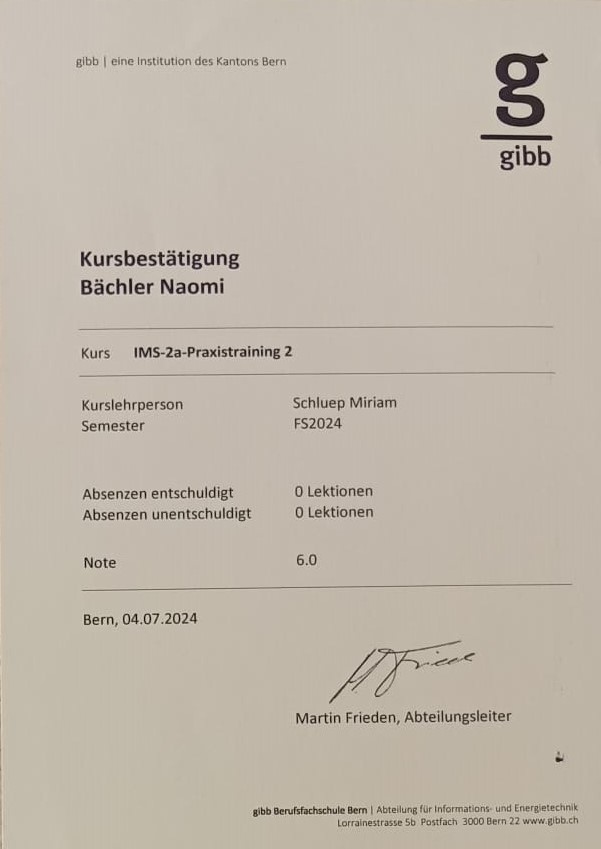 gibb | eine Institution des Kantons Bern
g
gibb
Kursbestätigung
Bächler Naomi
Kurs IMS-2a-Praxistraining 2
Kurslehrperson Schluep Miriam
Semester FS2024
Absenzen entschuldigt 0 Lektionen
Absenzen unentschuldigt 0 Lektionen
Note 6.0
Bern, 04.07.2024
Martin Frieden, Abteilungsleiter
gibb Berufsfachschule Bern | Abteilung für Informations- und Energietechnik
Lorrainestrasse 5b Postfach 3000 Bern 22 www.gibb.ch